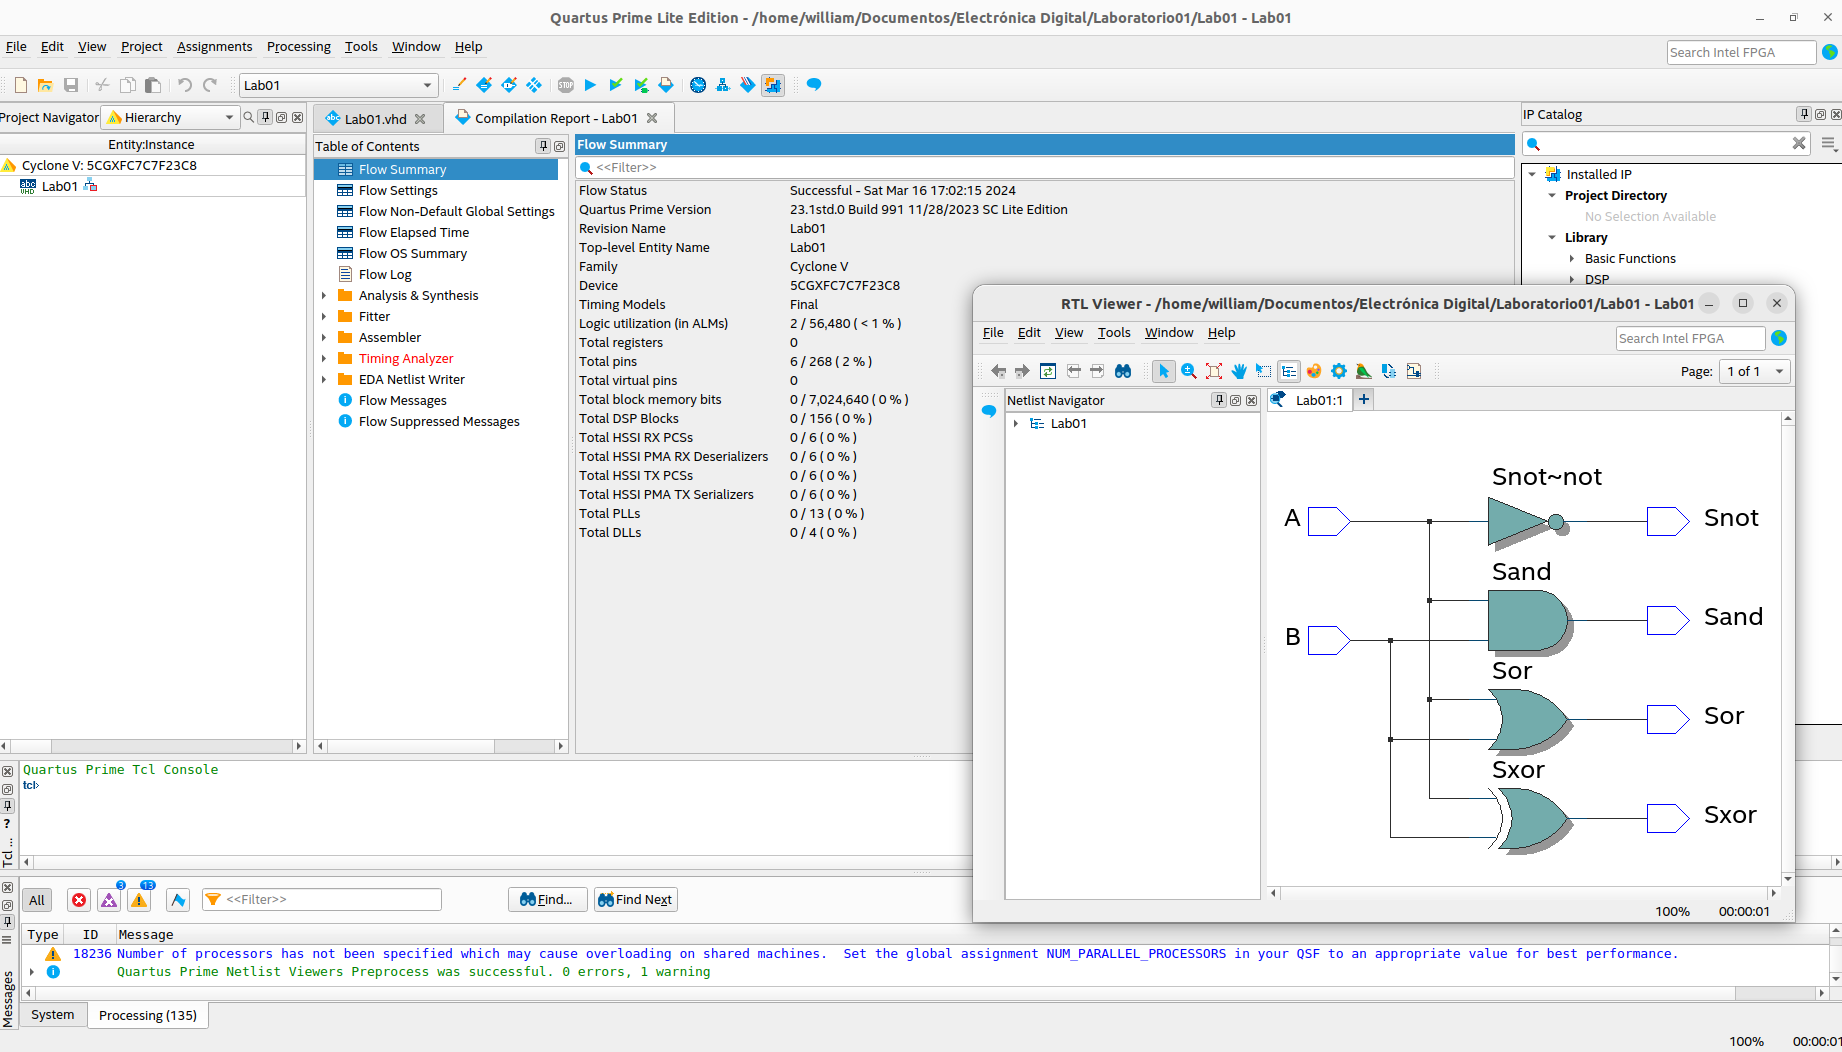 Quartus Prime Lite Edition - /home/william/Documentos/Electrónica Digital/Laboratorio01/Lab01 - Lab01
File Edit View Project Assignments Processing Tools Window Help
Search Intel FPGA
Lab01
STOP
Project Navigator
Hierarchy
Entity:Instance
Cyclone V: 5CGXFC7C7F23C8
abc
VHD
Lab01
Lab01.vhd
Compilation Report - Lab01
Table of Contents
Flow Summary
Flow Settings
Flow Non-Default Global Settings
Flow Elapsed Time
Flow OS Summary
Flow Log
Analysis & Synthesis
Fitter
Assembler
Timing Analyzer
EDA Netlist Writer
Flow Messages
Flow Suppressed Messages
Flow Summary
<<Filter>>
Flow Status Successful - Sat Mar 16 17:02:15 2024
Quartus Prime Version 23.1std.0 Build 991 11/28/2023 SC Lite Edition
Revision Name Lab01
Top-level Entity Name Lab01
Family Cyclone V
Device 5CGXFC7C7F23C8
Timing Models Final
Logic utilization (in ALMs) 2 / 56,480 ( < 1 % )
Total registers 0
Total pins 6 / 268 ( 2 % )
Total virtual pins 0
Total block memory bits 0 / 7,024,640 ( 0 % )
Total DSP Blocks 0 / 156 ( 0 % )
Total HSSI RX PCSs 0 / 6 ( 0 % )
Total HSSI PMA RX Deserializers 0 / 6 ( 0 % )
Total HSSI TX PCSs 0 / 6 ( 0 % )
Total HSSI PMA TX Serializers 0 / 6 ( 0 % )
Total PLLs 0 / 13 ( 0 % )
Total DLLs 0 / 4 ( 0 % )
IP Catalog
Installed IP
Project Directory
No Selection Available
Library
Basic Functions
DSP
RTL Viewer - /home/william/Documentos/Electrónica Digital/Laboratorio01/Lab01 - Lab01
File Edit View Tools Window Help
Search Intel FPGA
Page: 1 of 1
Netlist Navigator
Lab01
Lab01:1
Snot~not
A
Snot
Sand
Sand
B
Sor
Sor
Sxor
Sxor
100% 00:00:01
Quartus Prime Tcl Console
tcl>
Tcl ...
All
3
13
<<Filter>>
Find...
Find Next
Type ID Message
18236 Number of processors has not been specified which may cause overloading on shared machines.  Set the global assignment NUM_PARALLEL_PROCESSORS in your QSF to an appropriate value for best performance.
Quartus Prime Netlist Viewers Preprocess was successful. 0 errors, 1 warning
Messages
System
Processing (135)
100% 00:00:01